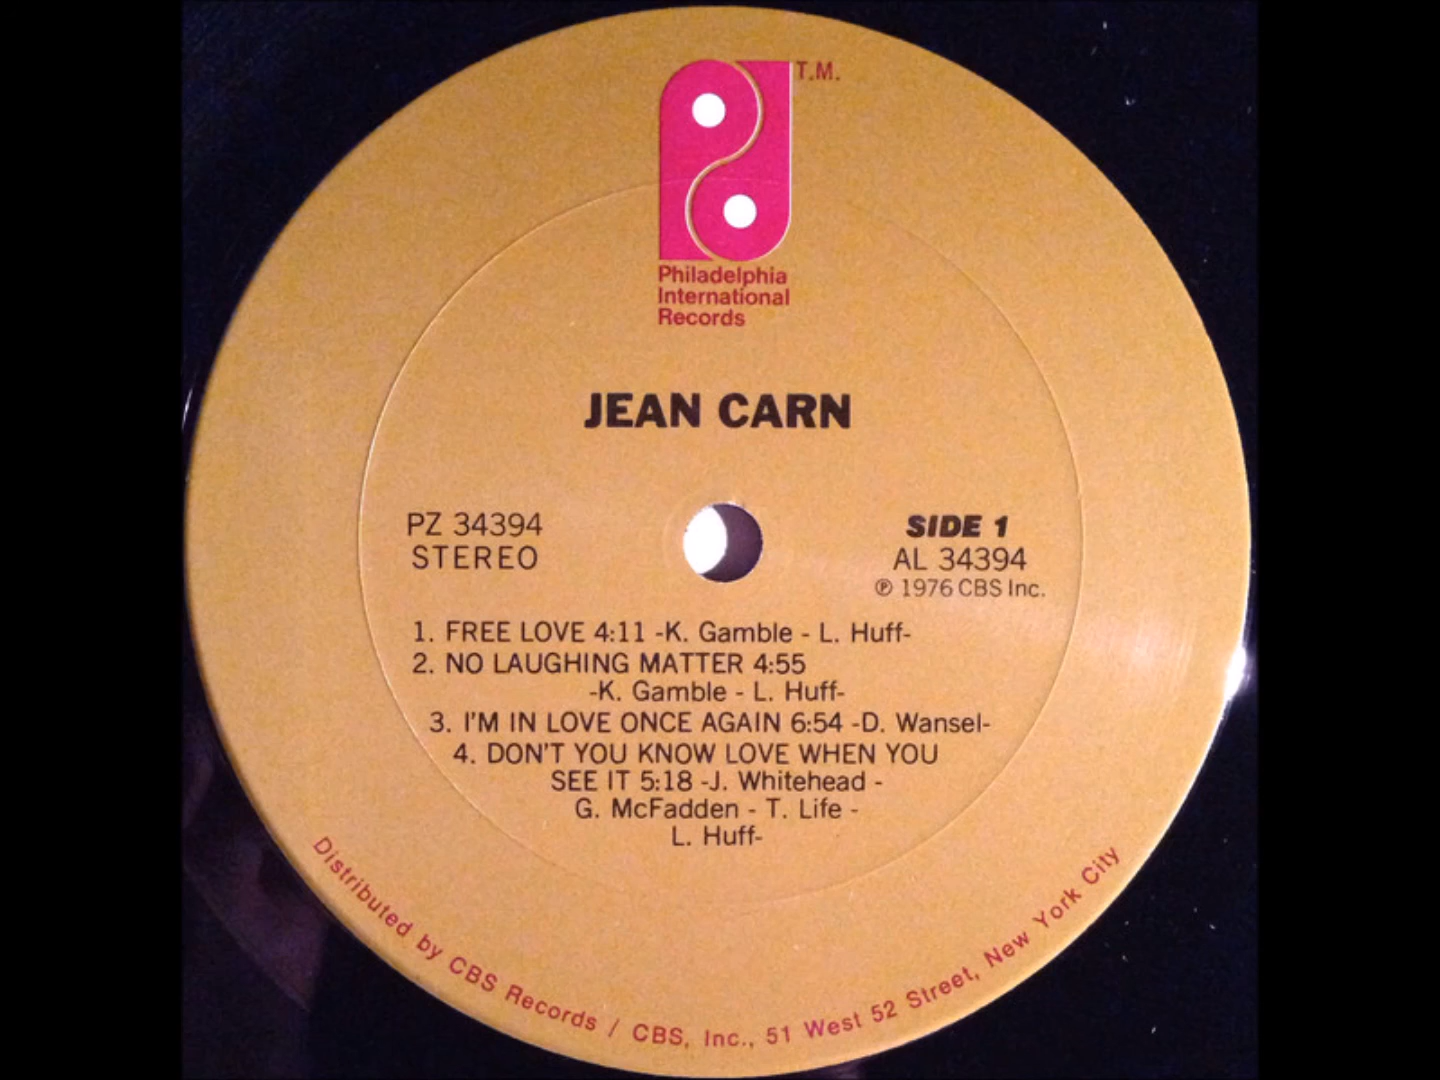 T.M.
Philadelphia
International
Records
JEAN CARN
PZ 34394
STEREO
SIDE 1
AL 34394
℗ 1976 CBS Inc.
1. FREE LOVE 4:11 -K. Gamble - L. Huff-
2. NO LAUGHING MATTER 4:55
-K. Gamble - L. Huff-
3. I'M IN LOVE ONCE AGAIN 6:54 -D. Wansel-
4. DON'T YOU KNOW LOVE WHEN YOU
SEE IT 5:18 -J. Whitehead -
G. McFadden - T. Life -
L. Huff-
Distributed by CBS Records / CBS, Inc., 51 West 52 Street, New York City